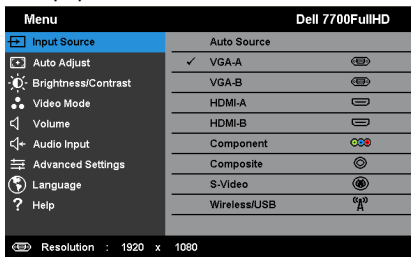 Menu Dell 7700FullHD
Input Source Auto Source
Auto Adjust ✓ VGA-A
Brightness/Contrast VGA-B
Video Mode HDMI-A
Volume HDMI-B
Audio Input Component
Advanced Settings Composite
Language S-Video
? Help Wireless/USB
Resolution : 1920 x 1080